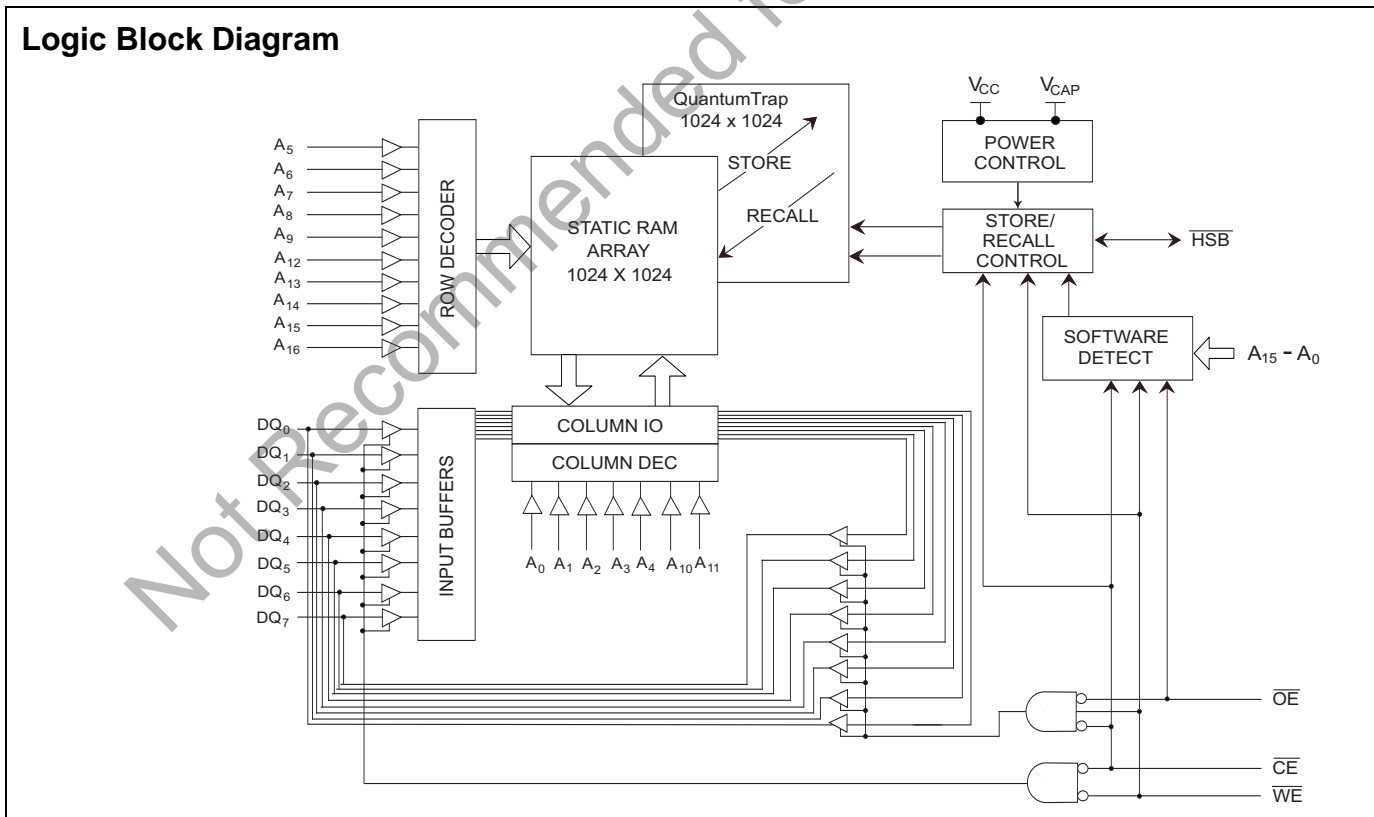 Logic Block Diagram
Not Recommended fo
A5
A6
A7
A8
A9
A12
A13
A14
A15
A16
ROW DECODER
QuantumTrap
1024 x 1024
STORE
RECALL
STATIC RAM
ARRAY
1024 X 1024
VCC
VCAP
POWER
CONTROL
STORE/
RECALL
CONTROL
HSB
SOFTWARE
DETECT
A15 - A0
DQ0
DQ1
DQ2
DQ3
DQ4
DQ5
DQ6
DQ7
INPUT BUFFERS
COLUMN IO
COLUMN DEC
A0 A1 A2 A3 A4 A10 A11
OE
CE
WE